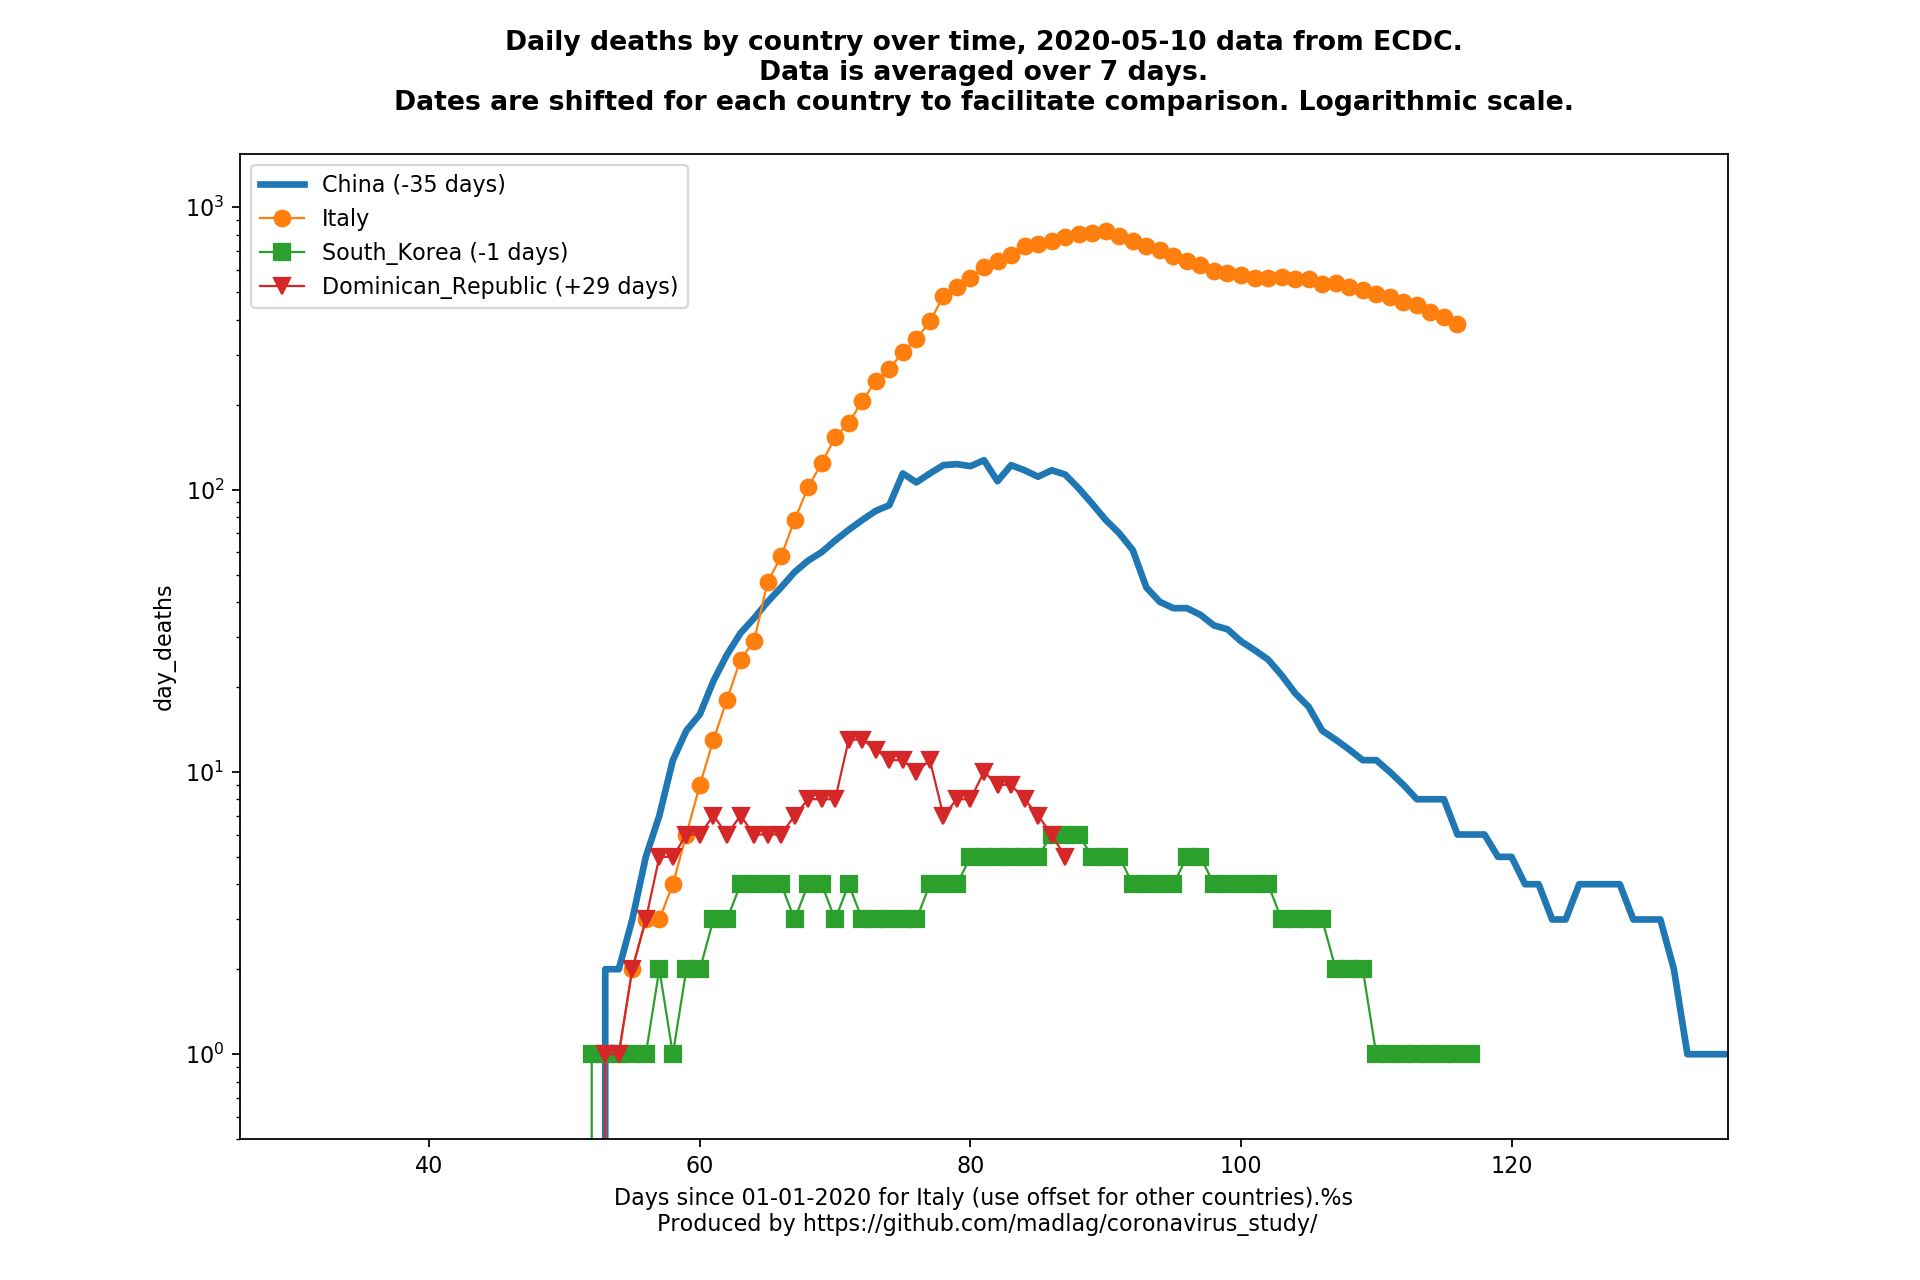 Daily deaths by country over time, 2020-05-10 data from ECDC.
Data is averaged over 7 days.
Dates are shifted for each country to facilitate comparison. Logarithmic scale.
China (-35 days)
Italy
South_Korea (-1 days)
Dominican_Republic (+29 days)
10³
10²
10¹
10⁰
day_deaths
40 60 80 100 120
Days since 01-01-2020 for Italy (use offset for other countries).%s
Produced by https://github.com/madlag/coronavirus_study/